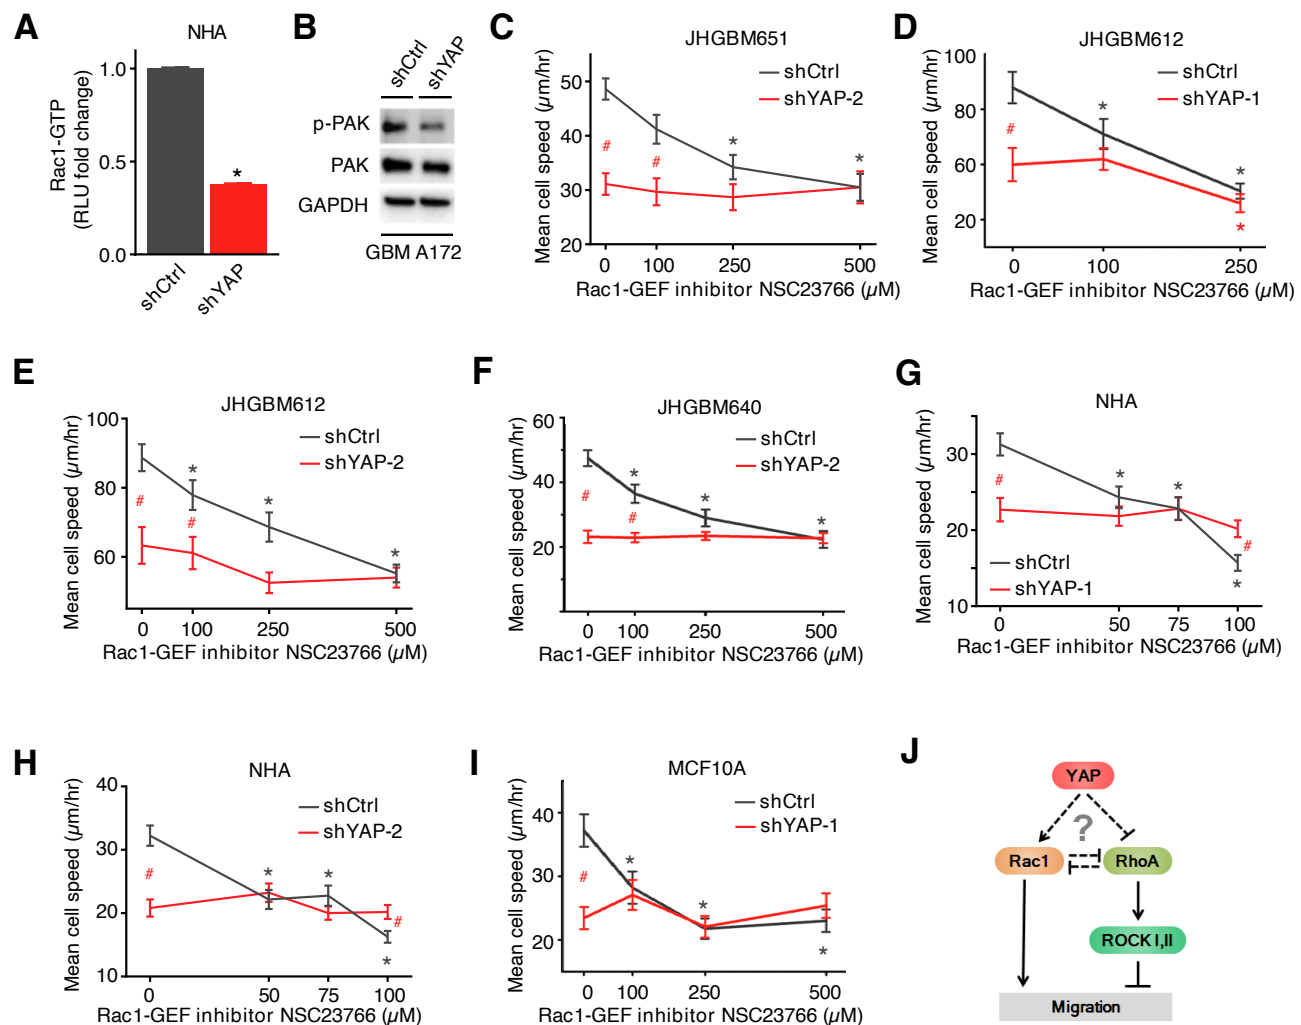 A
NHA
Rac1-GTP
(RLU fold change)
1.0
0.5
0.0
*
shCtrl
shYAP
B
shCtrl
shYAP
p-PAK
PAK
GAPDH
GBM A172
C
JHGBM651
Mean cell speed (µm/hr)
50
40
30
20
shCtrl
shYAP-2
#
#
*
*
0 100 250 500
Rac1-GEF inhibitor NSC23766 (µM)
D
JHGBM612
Mean cell speed (µm/hr)
100
80
60
20
shCtrl
shYAP-1
#
*
*
*
0 100 250
Rac1-GEF inhibitor NSC23766 (µM)
E
JHGBM612
Mean cell speed (µm/hr)
100
80
60
shCtrl
shYAP-2
#
*
#
*
*
0 100 250 500
Rac1-GEF inhibitor NSC23766 (µM)
F
JHGBM640
Mean cell speed (µm/hr)
60
40
20
shCtrl
shYAP-2
#
*
#
*
*
0 100 250 500
Rac1-GEF inhibitor NSC23766 (µM)
G
NHA
Mean cell speed (µm/hr)
30
20
10
#
*
*
#
*
shCtrl
shYAP-1
0 50 75 100
Rac1-GEF inhibitor NSC23766 (µM)
H
NHA
Mean cell speed (µm/hr)
40
30
20
10
shCtrl
shYAP-2
#
*
*
#
*
0 50 75 100
Rac1-GEF inhibitor NSC23766 (µM)
I
MCF10A
Mean cell speed (µm/hr)
40
30
20
shCtrl
shYAP-1
#
*
*
*
0 100 250 500
Rac1-GEF inhibitor NSC23766 (µM)
J
YAP
?
Rac1
RhoA
ROCK I,II
Migration